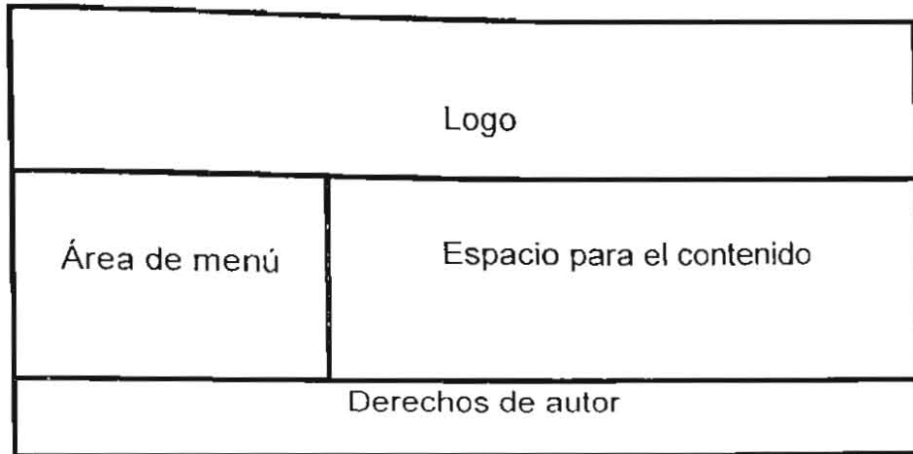 Logo
Área de menú
Espacio para el contenido
Derechos de autor